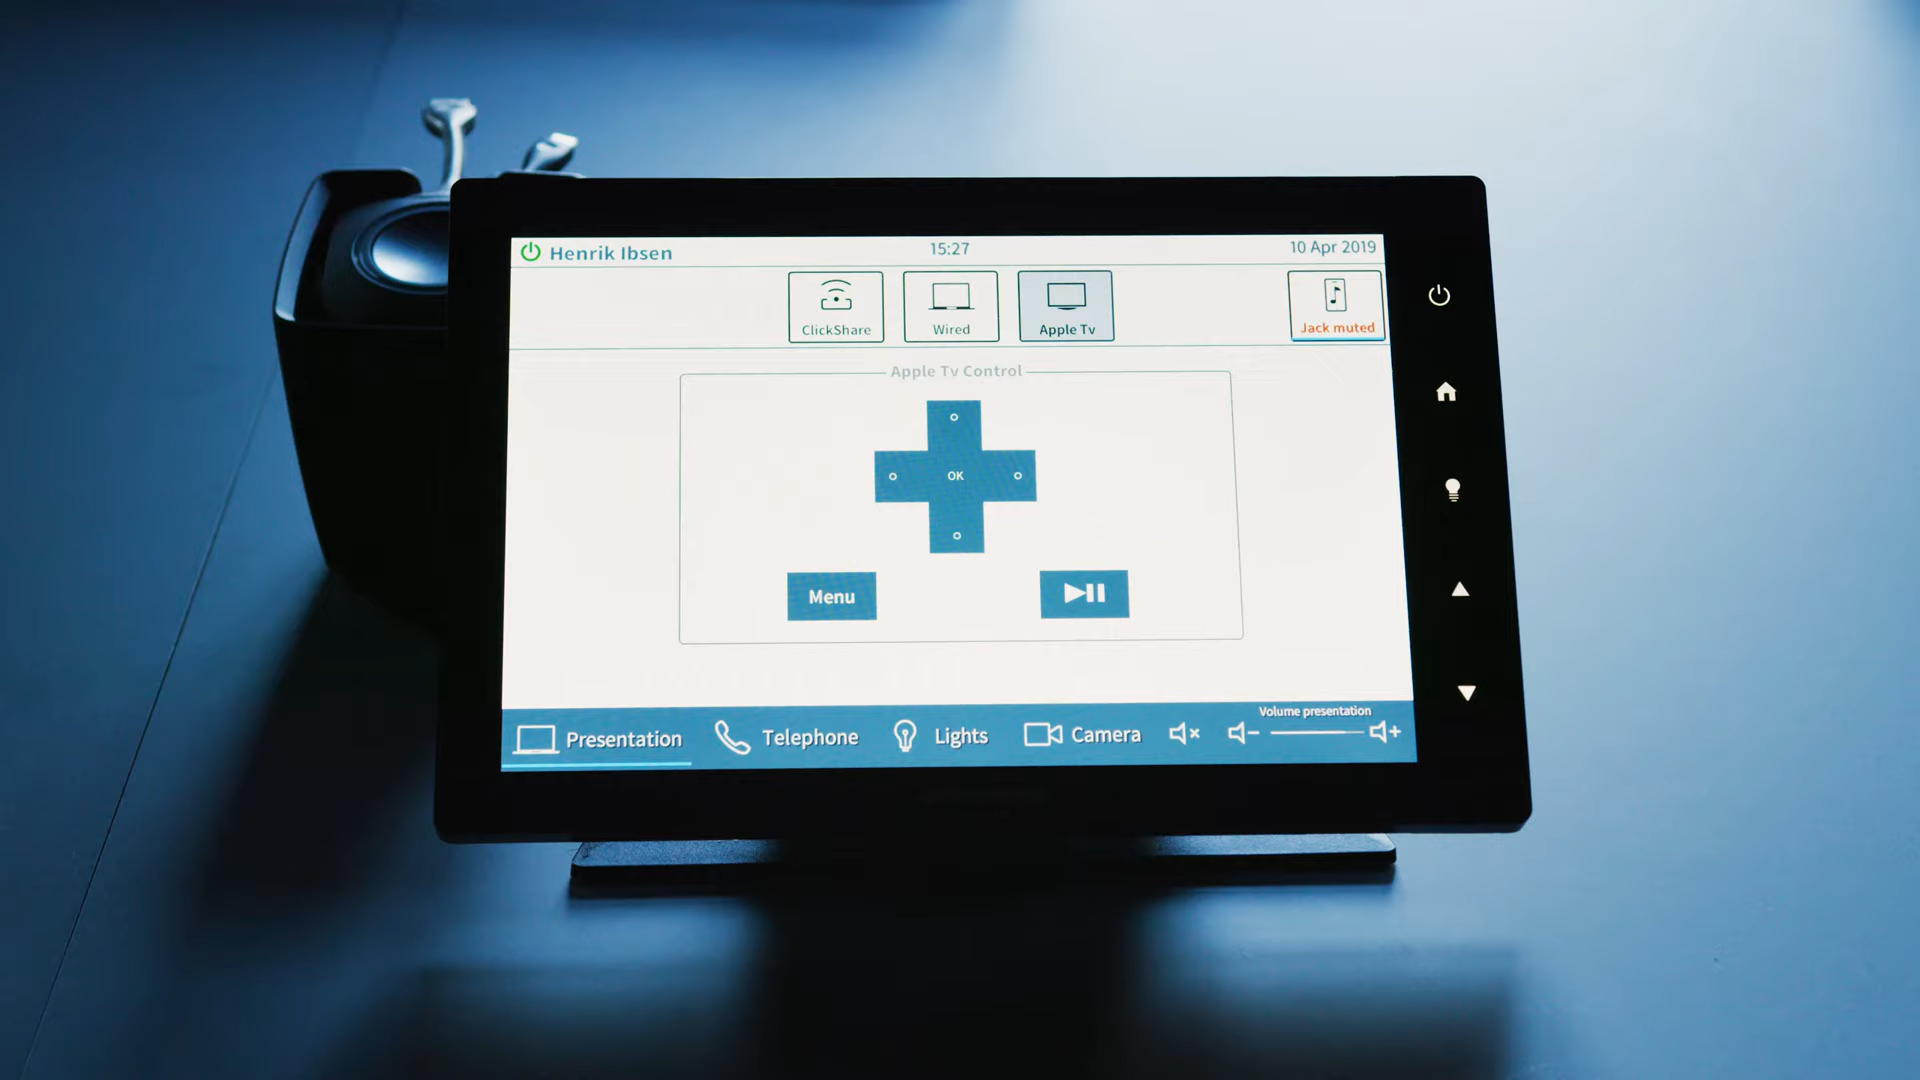 Henrik Ibsen
15:27
10 Apr 2019
ClickShare
Wired
Apple Tv
Jack muted
Apple Tv Control
OK
Menu
Volume presentation
Presentation
Telephone
Lights
Camera